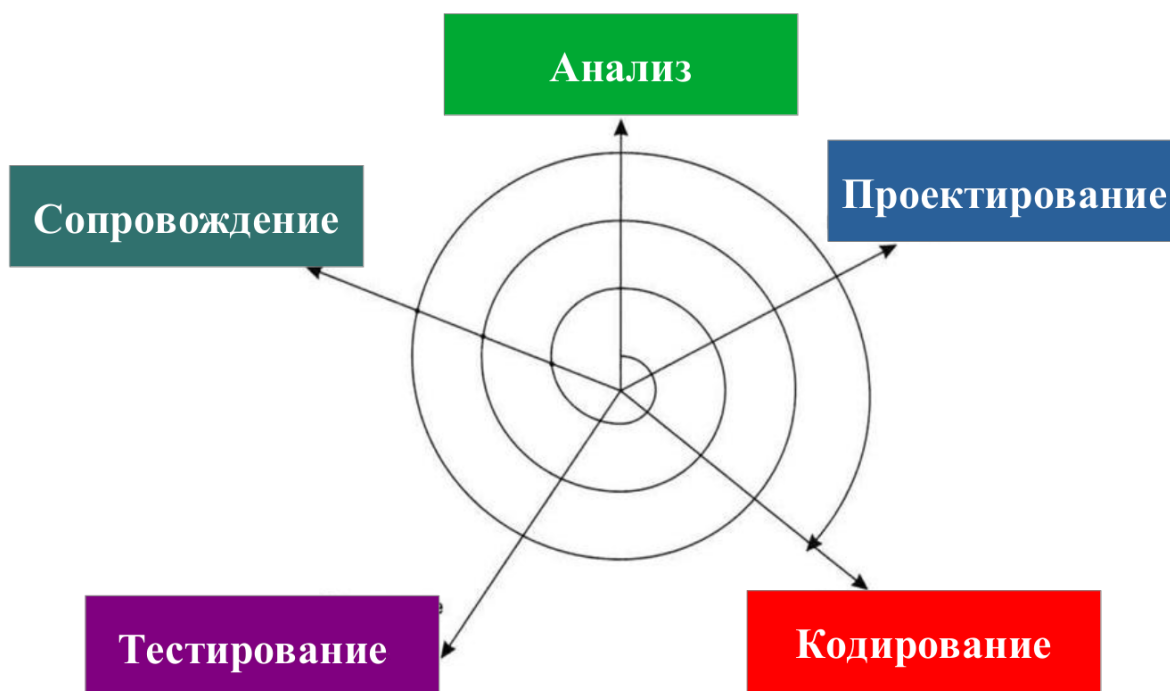 Анализ
Проектирование
Сопровождение
Тестирование
Кодирование